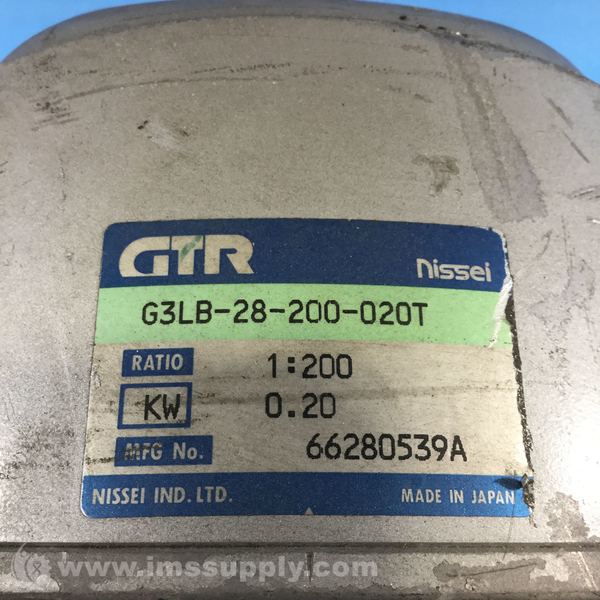 GTR
nissei
G3LB-28-200-020T
RATIO 1:200
KW 0.20
MFG No. 66280539A
NISSEI IND. LTD. MADE IN JAPAN
www.imssupply.com